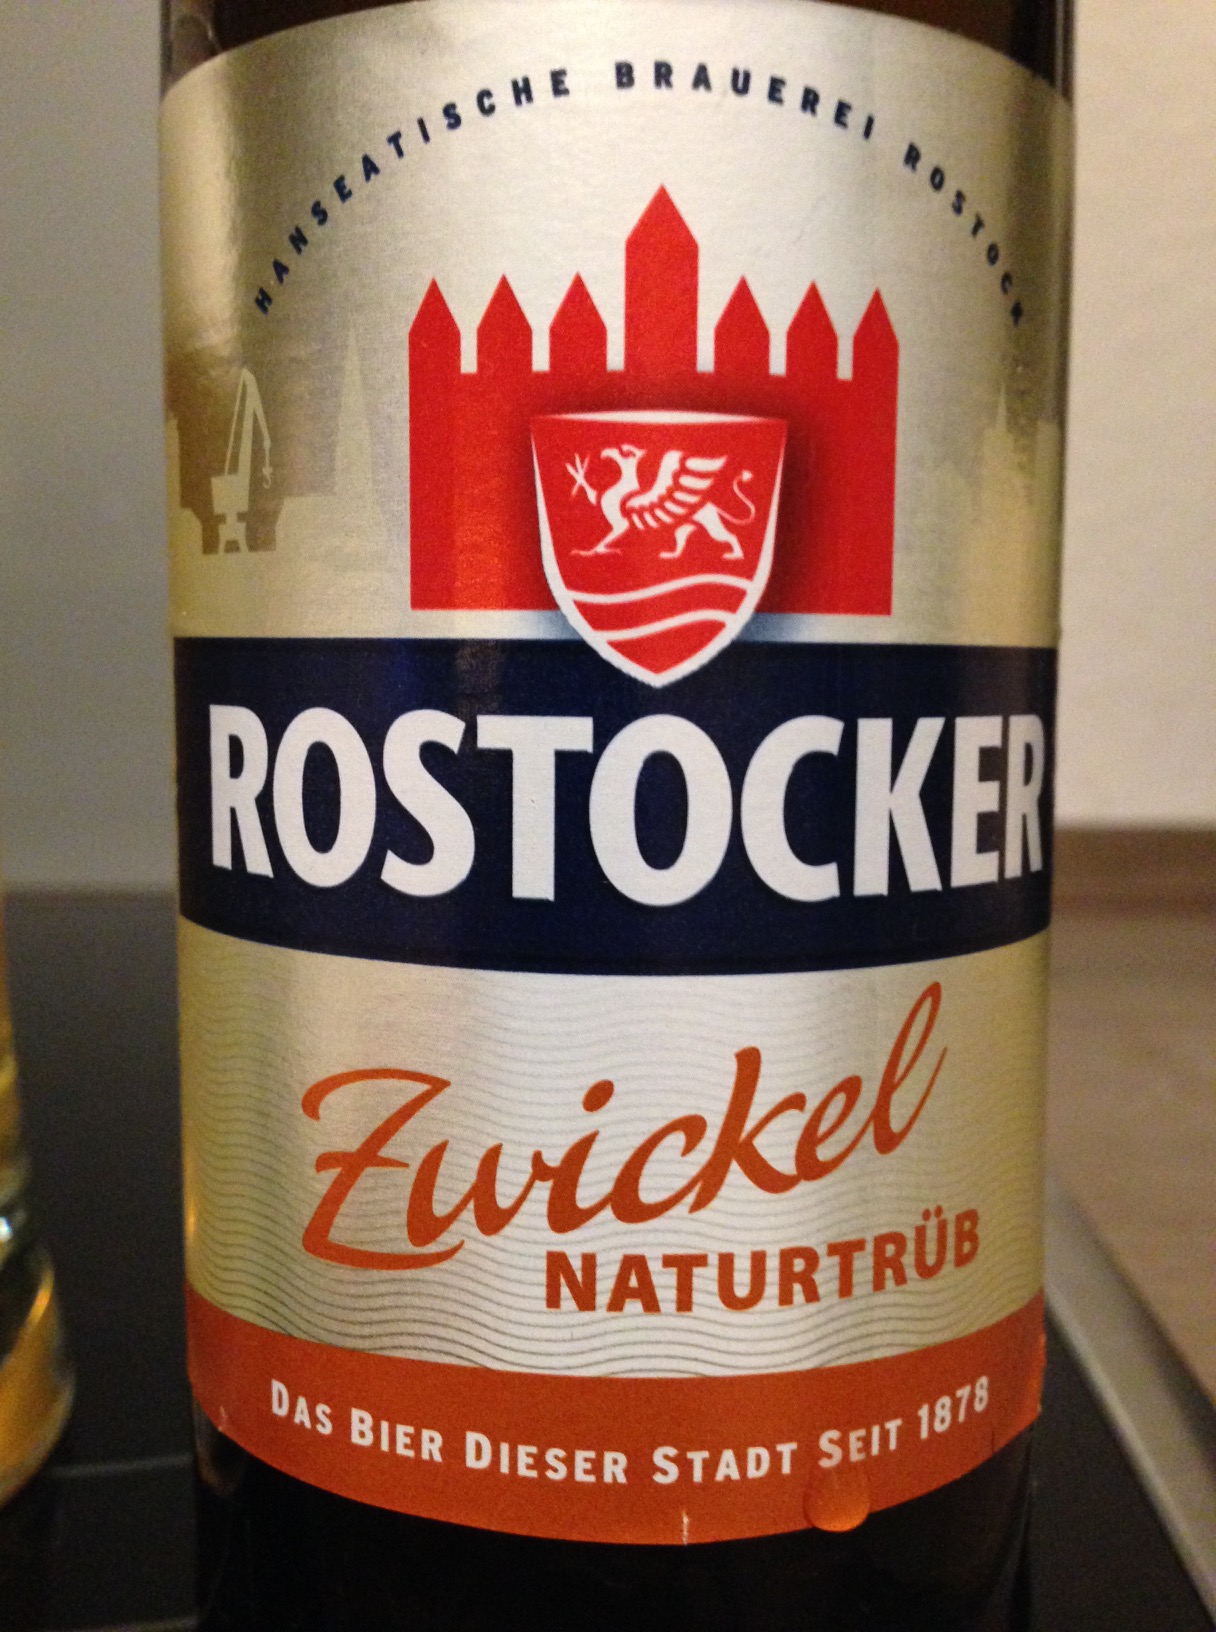 HANSEATISCHE BRAUEREI ROSTOCK
ROSTOCKER
Zwickel
NATURTRÜB
DAS BIER DIESER STADT SEIT 1878